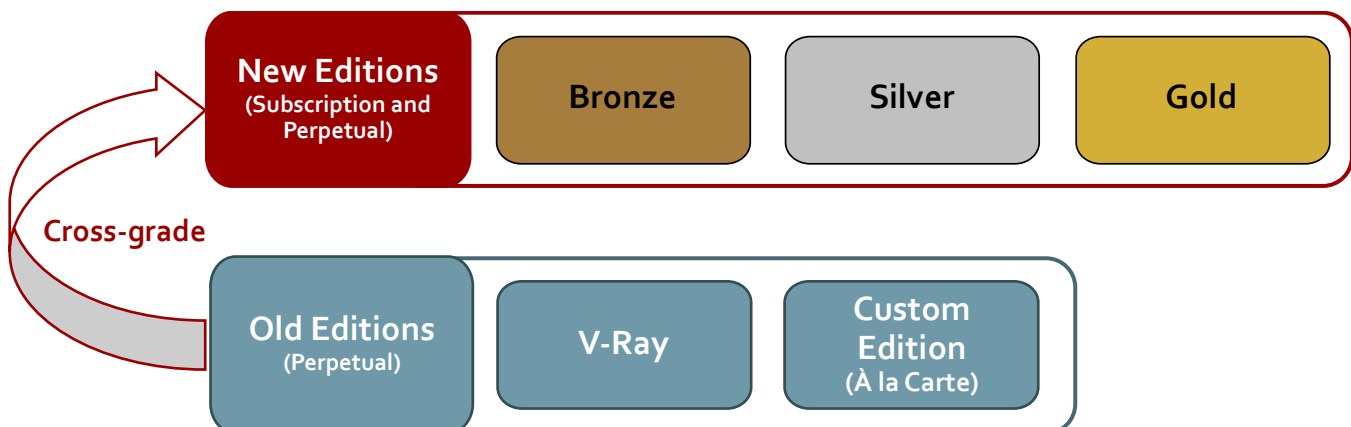 New Editions
(Subscription and
Perpetual)
Bronze
Silver
Gold
Cross-grade
Old Editions
(Perpetual)
V-Ray
Custom
Edition
(À la Carte)